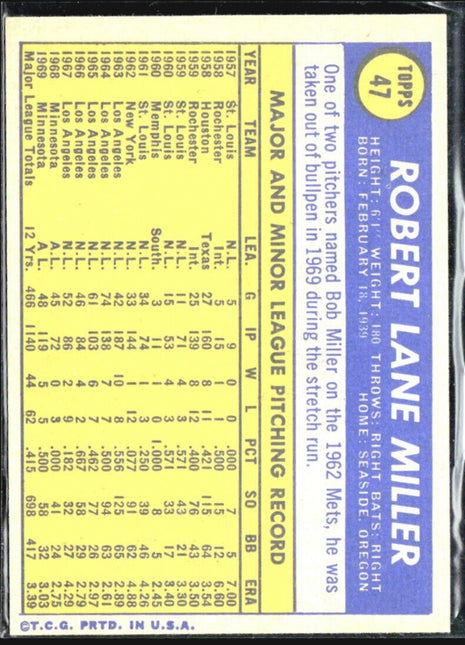 TOPPS
47
ROBERT LANE MILLER
HEIGHT: 6'1" WEIGHT: 180 THROWS: RIGHT BATS: RIGHT
BORN: FEBRUARY 18, 1939 HOME: SEASIDE, OREGON
One of two pitchers named Bob Miller on the 1962 Mets, he was
taken out of bullpen in 1969 during the stretch run.
MAJOR AND MINOR LEAGUE PITCHING RECORD
YEAR TEAM LEA. G IP W L PCT SO BB ERA
1957 St. Louis N.L. 5 9 0 0 .000 7 5 7.00
1958 Rochester Int. 5 15 0 1 .000 15 12 6.60
1958 Houston Texas 27 160 8 11 .421 115 64 3.54
1959 Rochester Int. 25 139 8 12 .400 76 43 3.50
1959 St. Louis N.L. 11 71 4 3 .571 43 21 3.30
1960 St. Louis N.L. 15 53 4 3 .571 33 17 3.40
1960 Memphis South. 3 11 1 0 1.000 8 5 2.45
1961 St. Louis N.L. 34 74 1 3 .250 39 46 4.26
1962 New York N.L. 33 144 1 12 .077 91 62 4.88
1963 Los Angeles N.L. 42 187 10 8 .556 125 65 2.89
1964 Los Angeles N.L. 74 138 7 7 .500 94 63 2.61
1965 Los Angeles N.L. 61 103 6 7 .462 77 26 2.97
1966 Los Angeles N.L. 46 84 4 2 .667 58 29 2.79
1967 Los Angeles N.L. 52 86 2 9 .182 32 27 4.29
1968 Minnesota A.L. 45 72 0 3 .000 41 24 2.75
1969 Minnesota A.L. 48 119 5 5 .500 58 32 3.03
Major League Totals 12 Yrs. 466 1140 44 62 .415 698 417 3.39
©T.C.G. PRTD. IN U.S.A.